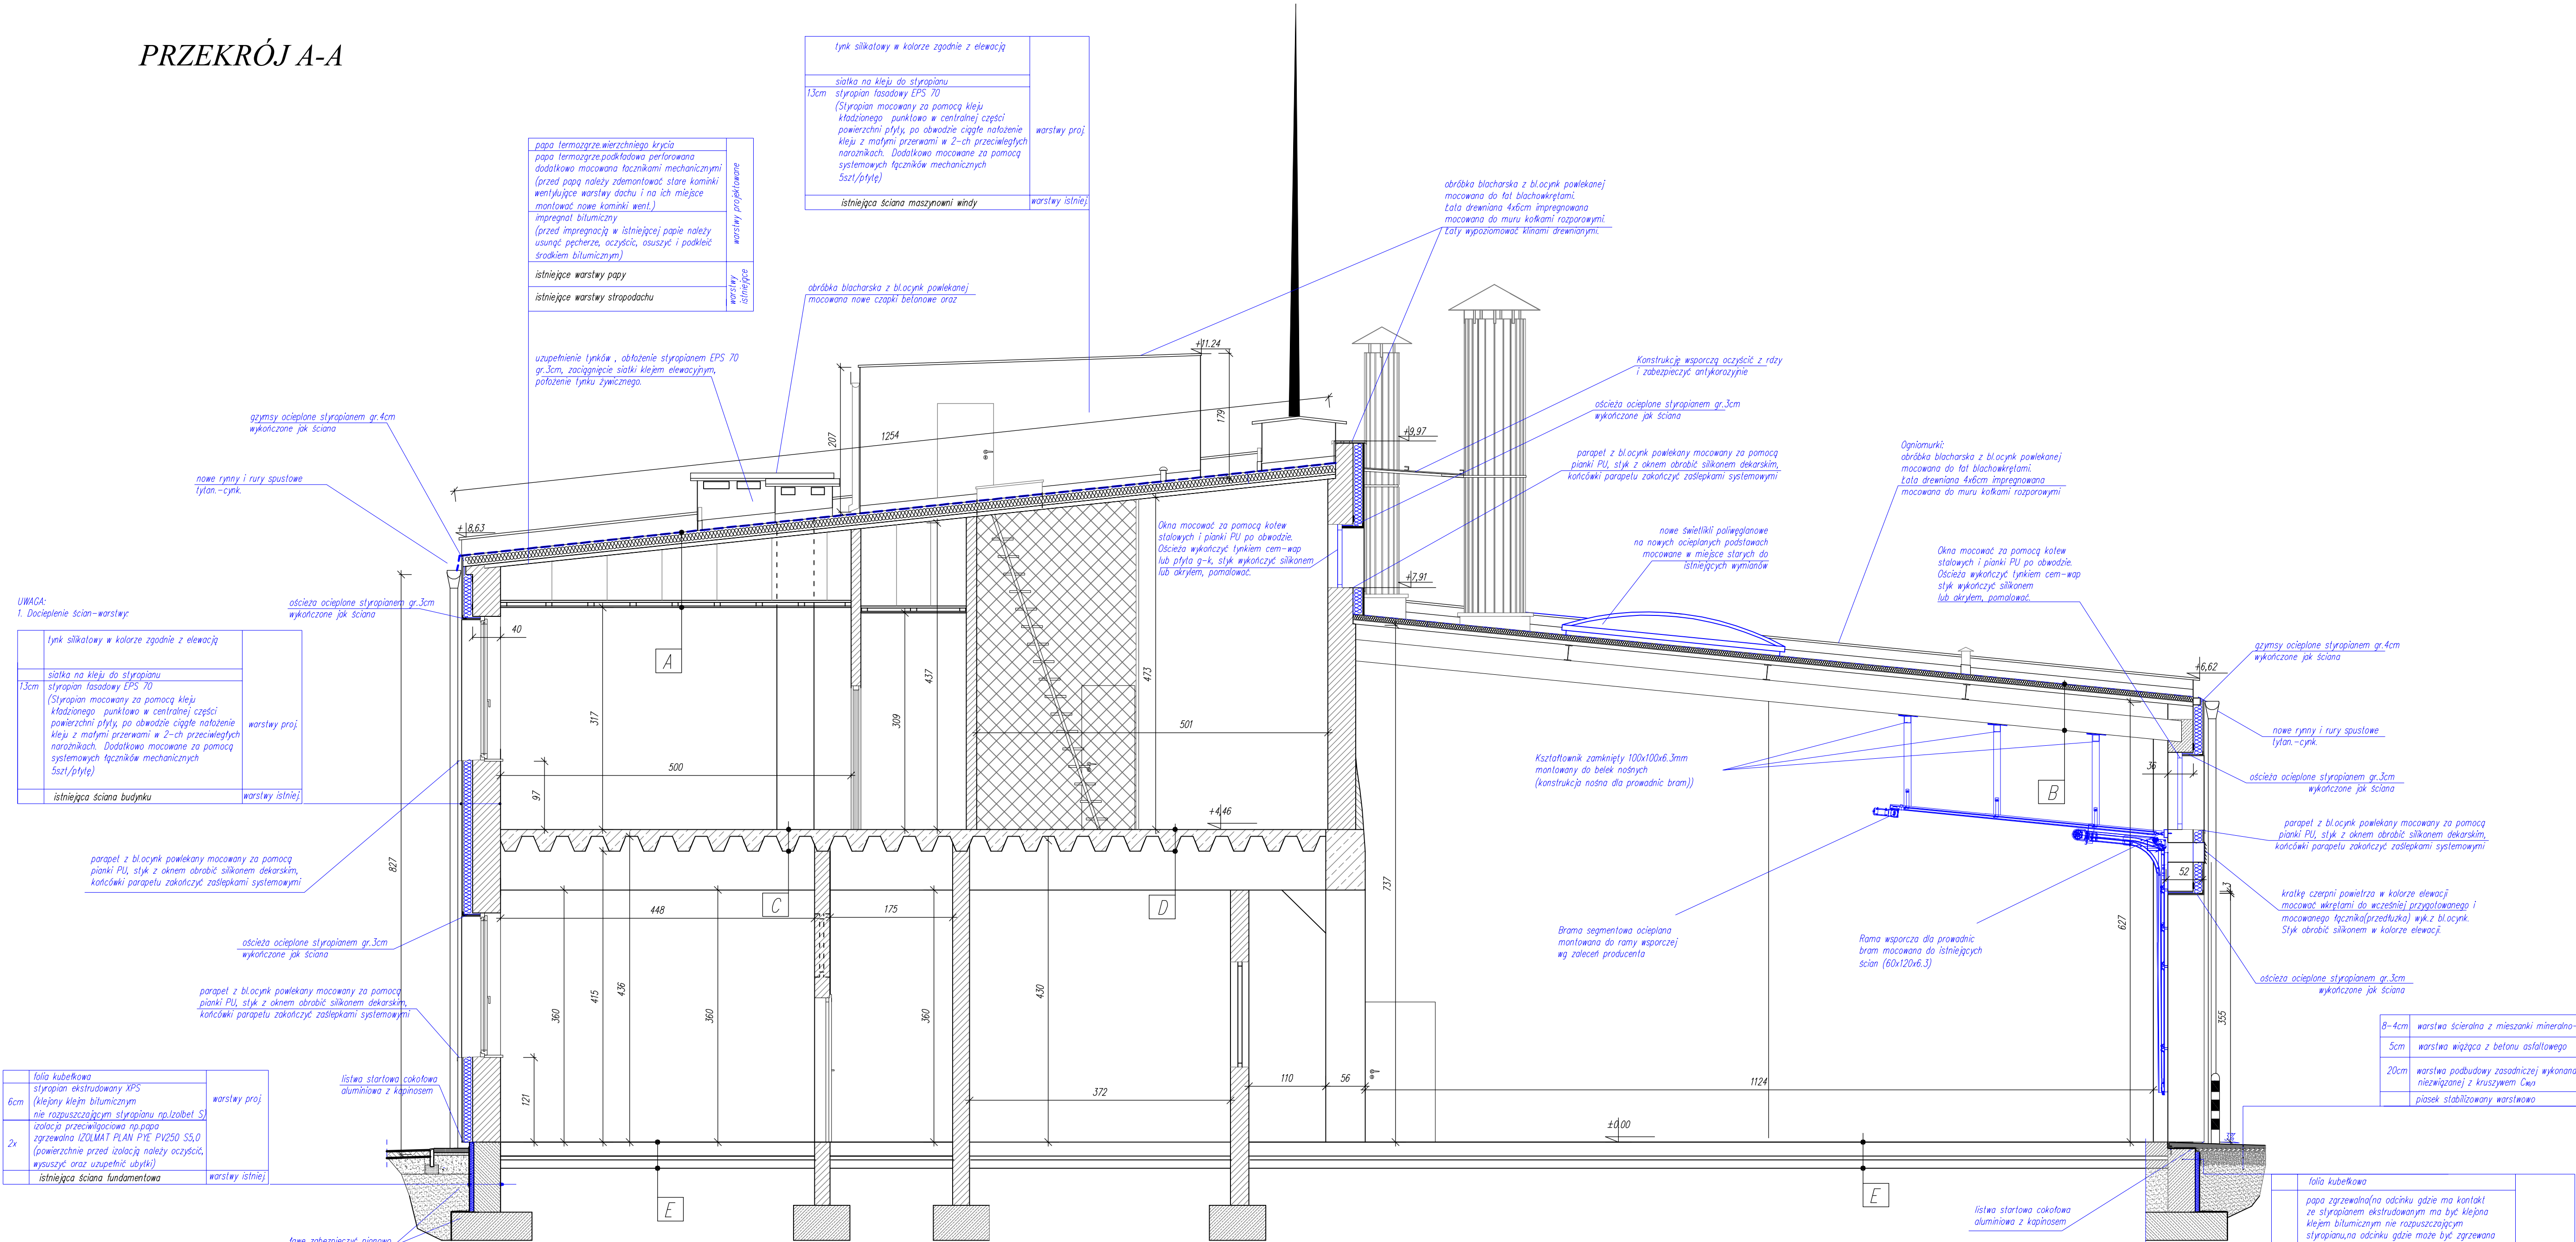 PRZEKRÓJ A-A
tynk silikatowy w kolorze zgodnie z elewacją
siatka na kleju do styropianu
13cm styropian fasadowy EPS 70
(Styropian mocowany za pomocą kleju
kładzionego punktowo w centralnej części
powierzchni płyty, po obwodzie ciągłe nałożenie
kleju z małymi przerwami w 2-ch przeciwległych
narożnikach. Dodatkowo mocowane za pomocą
systemowych łączników mechanicznych
5szt/płytę)
warstwy proj.
istniejąca ściana maszynowni windy
warstwy istniej.
papa termozgrze.wierzchniego krycia
papa termozgrze.podkładowa perforowana
dodatkowo mocowana łacznikami mechanicznymi
(przed papą należy zdemontować stare kominki
wentylujące warstwy dachu i na ich miejsce
montować nowe kominki went.)
impregnat bitumiczny
(przed impregnacją w istniejącej papie należy
usunąć pęcherze, oczyścic, osuszyć i podkleić
środkiem bitumicznym)
warstwy projektowane
istniejące warstwy papy
istniejące warstwy stropodachu
warstwy
istniejące
obróbka blacharska z bl.ocynk powlekanej
mocowana do łat blachowkrętami.
Łata drewniana 4x6cm impregnowana
mocowana do muru kołkami rozporowymi.
Łaty wypoziomować klinami drewnianymi.
obróbka blacharska z bl.ocynk powlekanej
mocowana nowe czapki betonowe oraz
uzupełnienie tynków , obłożenie styropianem EPS 70
gr.3cm, zaciągnięcie siatki klejem elewacyjnym,
położenie tynku żywicznego.
gzymsy ocieplone styropianem gr.4cm
wykończone jak ściana
nowe rynny i rury spustowe
tytan.-cynk.
+11.24
179
207
1254
+9,97
+ 8,63
+7,91
Konstrukcję wsporczą oczyścić z rdzy
i zabezpieczyć antykorozyjnie
ościeża ocieplone styropianem gr.3cm
wykończone jak ściana
parapet z bl.ocynk powlekany mocowany za pomocą
pianki PU, styk z oknem obrobić silikonem dekarskim,
końcówki parapetu zakończyć zaślepkami systemowymi
Ogniomurki:
obróbka blacharska z bl.ocynk powlekanej
mocowana do łat blachowkrętami.
Łata drewniana 4x6cm impregnowana
mocowana do muru kołkami rozporowymi
Okna mocować za pomocą kotew
stalowych i pianki PU po obwodzie.
Ościeża wykończyć tynkiem cem-wap
lub płyta g-k, styk wykończyć silikonem
lub akrylem, pomalować.
nowe świetlikli poliwęglanowe
na nowych ocieplanych podstawach
mocowane w miejsce starych do
istniejących wymianów
Okna mocować za pomocą kotew
stalowych i pianki PU po obwodzie.
Ościeża wykończyć tynkiem cem-wap
styk wykończyć silikonem
lub akrylem, pomalować.
UWAGA:
1. Docieplenie ścian-warstwy:
tynk silikatowy w kolorze zgodnie z elewacją
siatka na kleju do styropianu
13cm styropian fasadowy EPS 70
(Styropian mocowany za pomocą kleju
kładzionego punktowo w centralnej części
powierzchni płyty, po obwodzie ciągłe nałożenie
kleju z małymi przerwami w 2-ch przeciwległych
narożnikach. Dodatkowo mocowane za pomocą
systemowych łączników mechanicznych
5szt/płytę)
warstwy proj.
istniejąca ściana budynku
warstwy istniej.
ościeża ocieplone styropianem gr.3cm
wykończone jak ściana
40
A
317
437
309
473
501
500
97
+4,46
827
737
+6,62
gzymsy ocieplone styropianem gr.4cm
wykończone jak ściana
nowe rynny i rury spustowe
tytan.-cynk.
Kształtownik zamknięty 100x100x6.3mm
montowany do belek nośnych
(konstrukcja nośna dla prowadnic bram))
36
B
ościeża ocieplone styropianem gr.3cm
wykończone jak ściana
parapet z bl.ocynk powlekany mocowany za pomocą
pianki PU, styk z oknem obrobić silikonem dekarskim,
końcówki parapetu zakończyć zaślepkami systemowymi
52
3
kratkę czerpni powietrza w kolorze elewacji
mocować wkrętami do wcześniej przygotowanego i
mocowanego łącznika(przedłużka) wyk.z bl.ocynk.
Styk obrobić silikonem w kolorze elewacji.
parapet z bl.ocynk powlekany mocowany za pomocą
pianki PU, styk z oknem obrobić silikonem dekarskim,
końcówki parapetu zakończyć zaślepkami systemowymi
448
C
175
D
ościeża ocieplone styropianem gr.3cm
wykończone jak ściana
Brama segmentowa ocieplana
montowana do ramy wsporczej
wg zaleceń producenta
Rama wsporcza dla prowadnic
bram mocowana do istniejących
ścian (60x120x6.3)
627
ościeża ocieplone styropianem gr.3cm
wykończone jak ściana
parapet z bl.ocynk powlekany mocowany za pomocą
pianki PU, styk z oknem obrobić silikonem dekarskim,
końcówki parapetu zakończyć zaślepkami systemowymi
360
415
436
360
360
430
355
8-4cm warstwa ścieralna z mieszanki mineralno-
5cm warstwa wiążąca z betonu asfaltowego
20cm warstwa podbudowy zasadniczej wykonana
niezwiązanej z kruszywem
piasek stabilizowany warstwowo
folia kubełkowa
6cm
styropian ekstrudowany XPS
(klejony klejm bitumicznym
nie rozpuszczającym styropianu np.Izolbet S)
warstwy proj.
2x
izolacja przeciwilgociowa np.papa
zgrzewalna IZOLMAT PLAN PYE PV250 S5,0
(powierzchnie przed izolacją należy oczyścić,
wysuszyć oraz uzupełnić ubytki)
istniejąca ściana fundamentowa
warstwy istniej.
listwa startowa cokołowa
aluminiowa z kapinosem
121
372
110
56
1124
±0.00
E
E
listwa startowa cokołowa
aluminiowa z kapinosem
folia kubełkowa
papa zgrzewalna(na odcinku gdzie ma kontakt
ze styropianem ekstrudowanym ma być klejona
klejem bitumicznym nie rozpuszczającym
styropianu,na odcinku gdzie może być zgrzewana
ławę zabezpieczyć pionowo